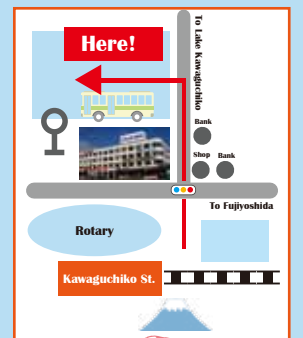 Here!
To Lake Kawaguchiko
Bank
Shop Bank
To Fujiyoshida
Rotary
Kawaguchiko St.